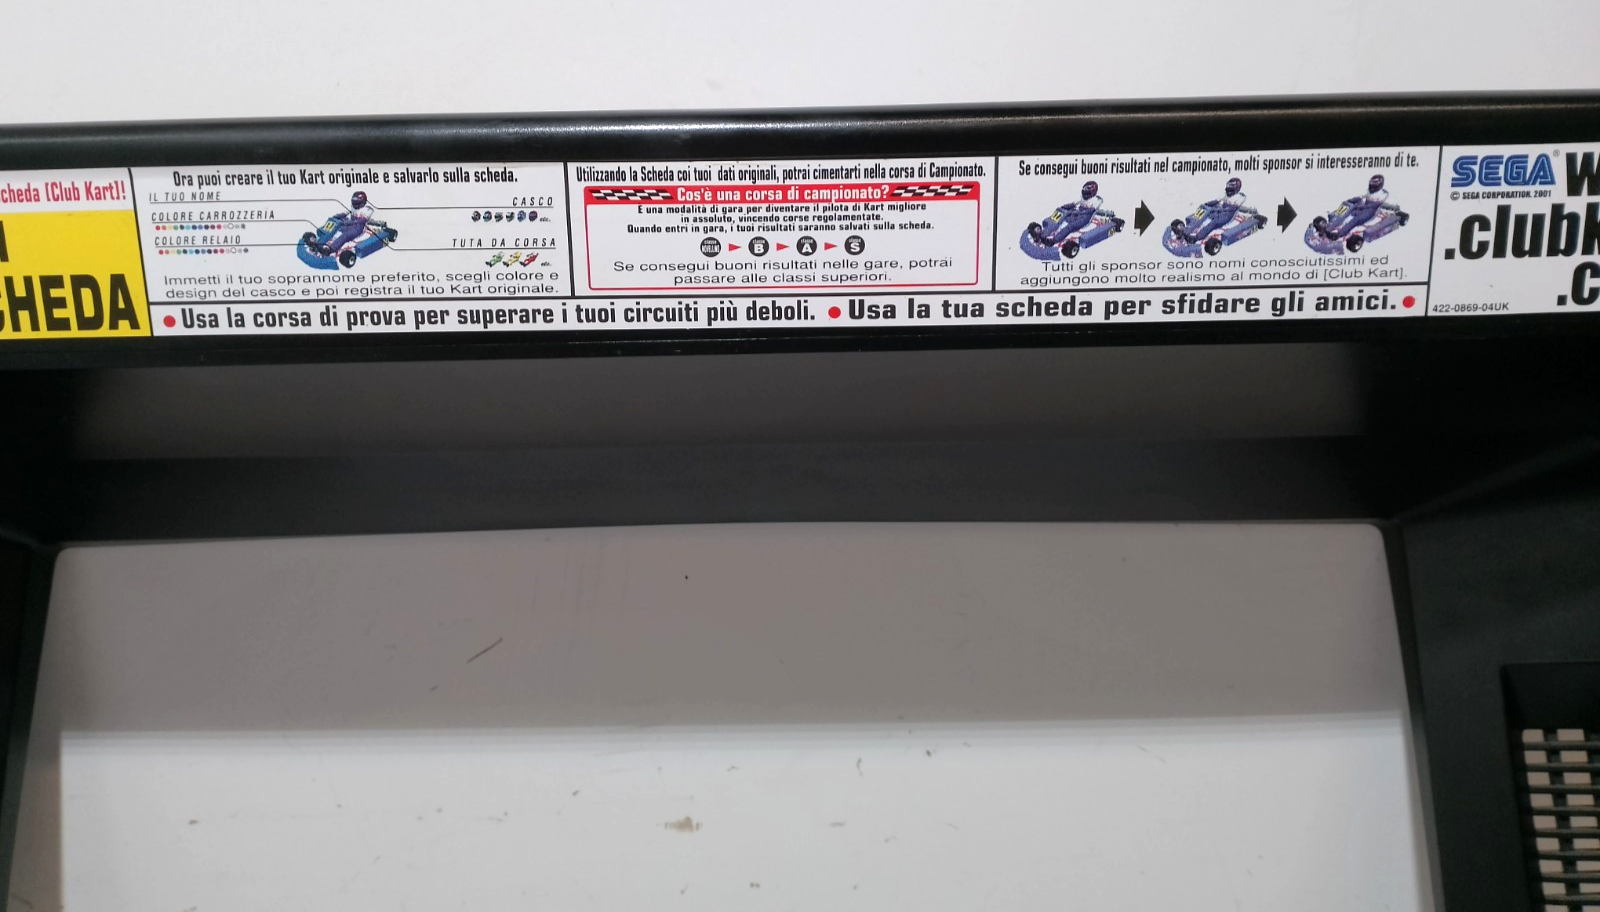 cheda [Club Kart]!
CHEDA
Ora puoi creare il tuo Kart originale e salvarlo sulla scheda.
IL TUO NOME
COLORE CARROZZERIA
COLORE RELAIO
CASCO
etc.
TUTA DA CORSA
etc.
Immetti il tuo soprannome preferito, scegli colore e
design del casco e poi registra il tuo Kart originale.
Utilizzando la Scheda coi tuoi dati originali, potrai cimentarti nella corsa di Campionato.
Cos'è una corsa di campionato?
E una modalità di gara per diventare il pilota di Kart migliore
in assoluto, vincendo corse regolamentate.
Quando entri in gara, i tuoi risultati saranno salvati sulla scheda.
B A S
Se consegui buoni risultati nelle gare, potrai
passare alle classi superiori.
Se consegui buoni risultati nel campionato, molti sponsor si interesseranno di te.
Tutti gli sponsor sono nomi conosciutissimi ed
aggiungono molto realismo al mondo di [Club Kart].
● Usa la corsa di prova per superare i tuoi circuiti più deboli. ● Usa la tua scheda per sfidare gli amici. ●
SEGA® W
© SEGA CORPORATION, 2001
.clubk
.c
422-0869-04UK